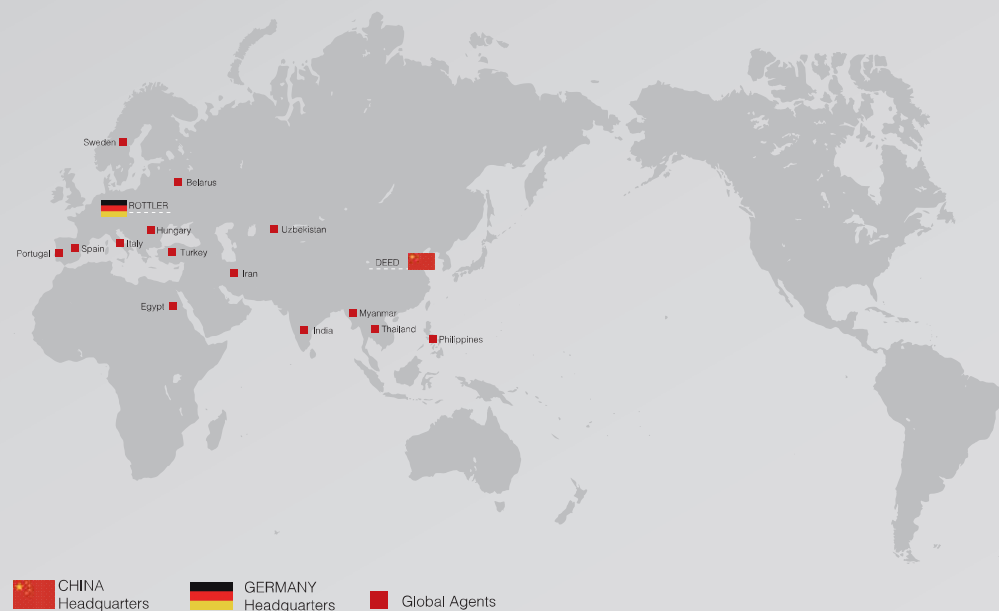 Sweden
Belarus
ROTTLER
Hungary
Uzbekistan
Italy
Spain
Portugal
Turkey
DEED
Iran
Egypt
Myanmar
India
Thailand
Philippines
CHINA
Headquarters
GERMANY
Headquarters
Global Agents